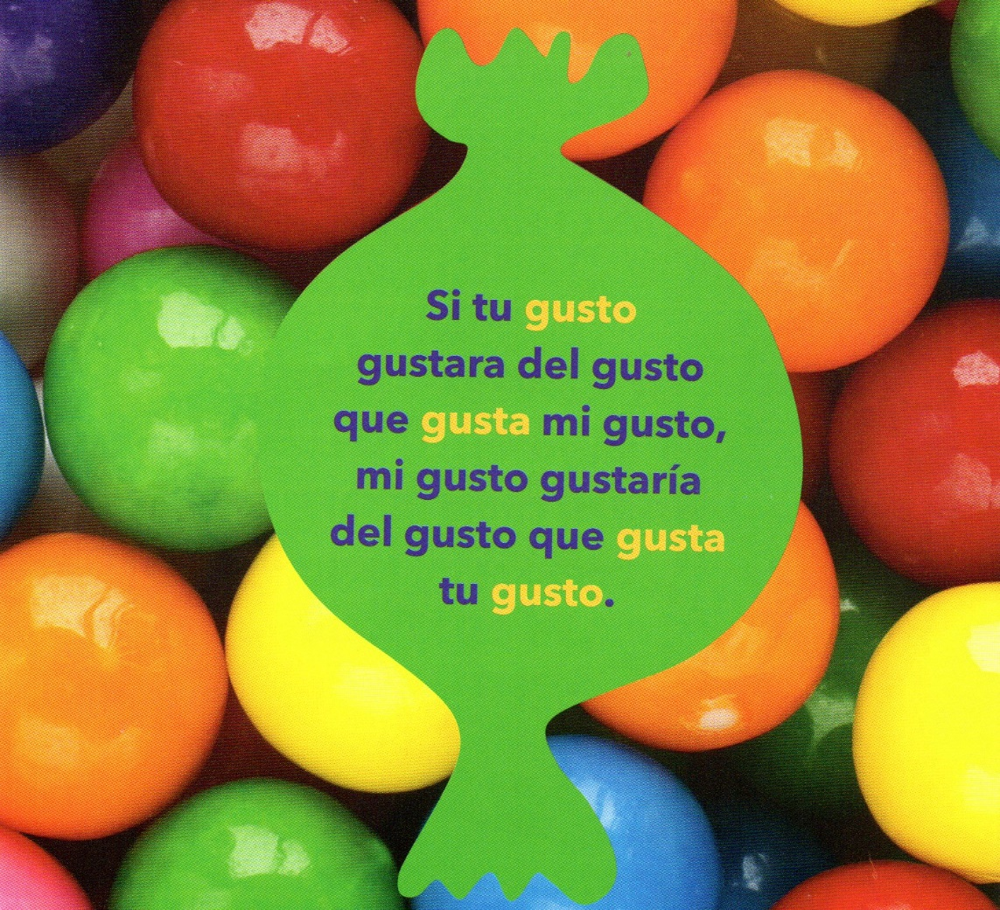 Si tu gusto
gustara del gusto
que gusta mi gusto,
mi gusto gustaría
del gusto que gusta
tu gusto.